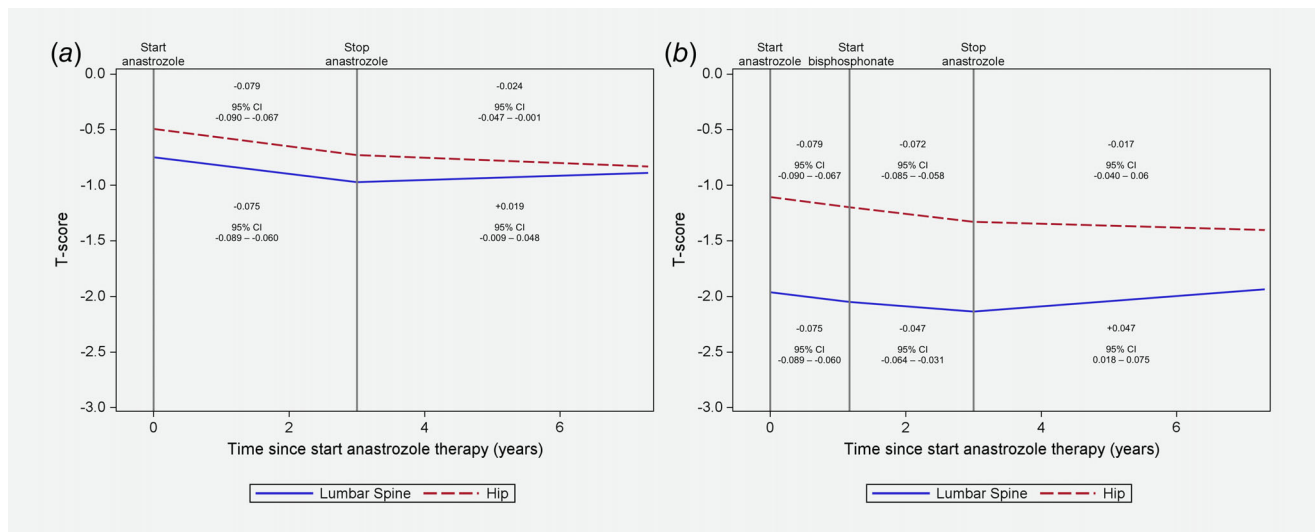 (a)
Start
anastrozole
Stop
anastrozole
0.0
-0.5
-1.0
-1.5
-2.0
-2.5
-3.0
T-score
-0.079
95% CI
-0.090 – -0.067
-0.024
95% CI
-0.047 – -0.001
-0.075
95% CI
-0.089 – -0.060
+0.019
95% CI
-0.009 – 0.048
0 2 4 6
Time since start anastrozole therapy (years)
Lumbar Spine Hip
(b)
Start
anastrozole
Start
bisphosphonate
Stop
anastrozole
0.0
-0.5
-1.0
-1.5
-2.0
-2.5
-3.0
T-score
-0.079
95% CI
-0.090 – -0.067
-0.072
95% CI
-0.085 – -0.058
-0.017
95% CI
-0.040 – 0.06
-0.075
95% CI
-0.089 – -0.060
-0.047
95% CI
-0.064 – -0.031
+0.047
95% CI
0.018 – 0.075
0 2 4 6
Time since start anastrozole therapy (years)
Lumbar Spine Hip